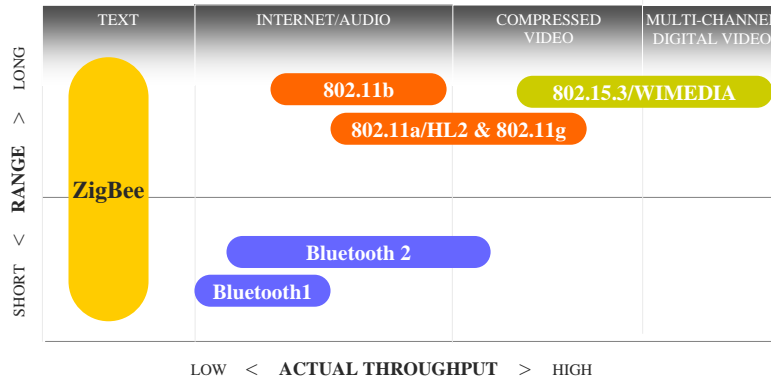 TEXT
INTERNET/AUDIO
COMPRESSED
VIDEO
MULTI-CHANNEL
DIGITAL VIDEO
802.11b
802.15.3/WIMEDIA
802.11a/HL2 & 802.11g
ZigBee
Bluetooth 2
Bluetooth1
SHORT < RANGE > LONG
LOW < ACTUAL THROUGHPUT > HIGH